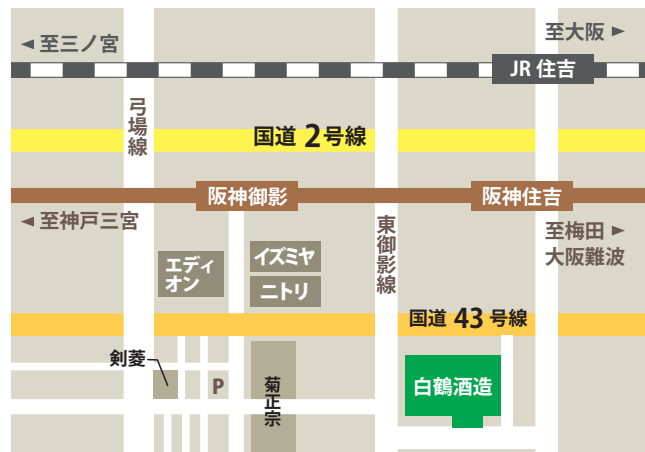 ◄ 至三ノ宮
至大阪 ►
JR 住吉
弓場線
国道 2号線
阪神御影
阪神住吉
◄ 至神戸三宮
東御影線
至梅田 ►
大阪難波
エディ
オン
イズミヤ
ニトリ
国道 43 号線
剣菱
P
菊正宗
白鶴酒造